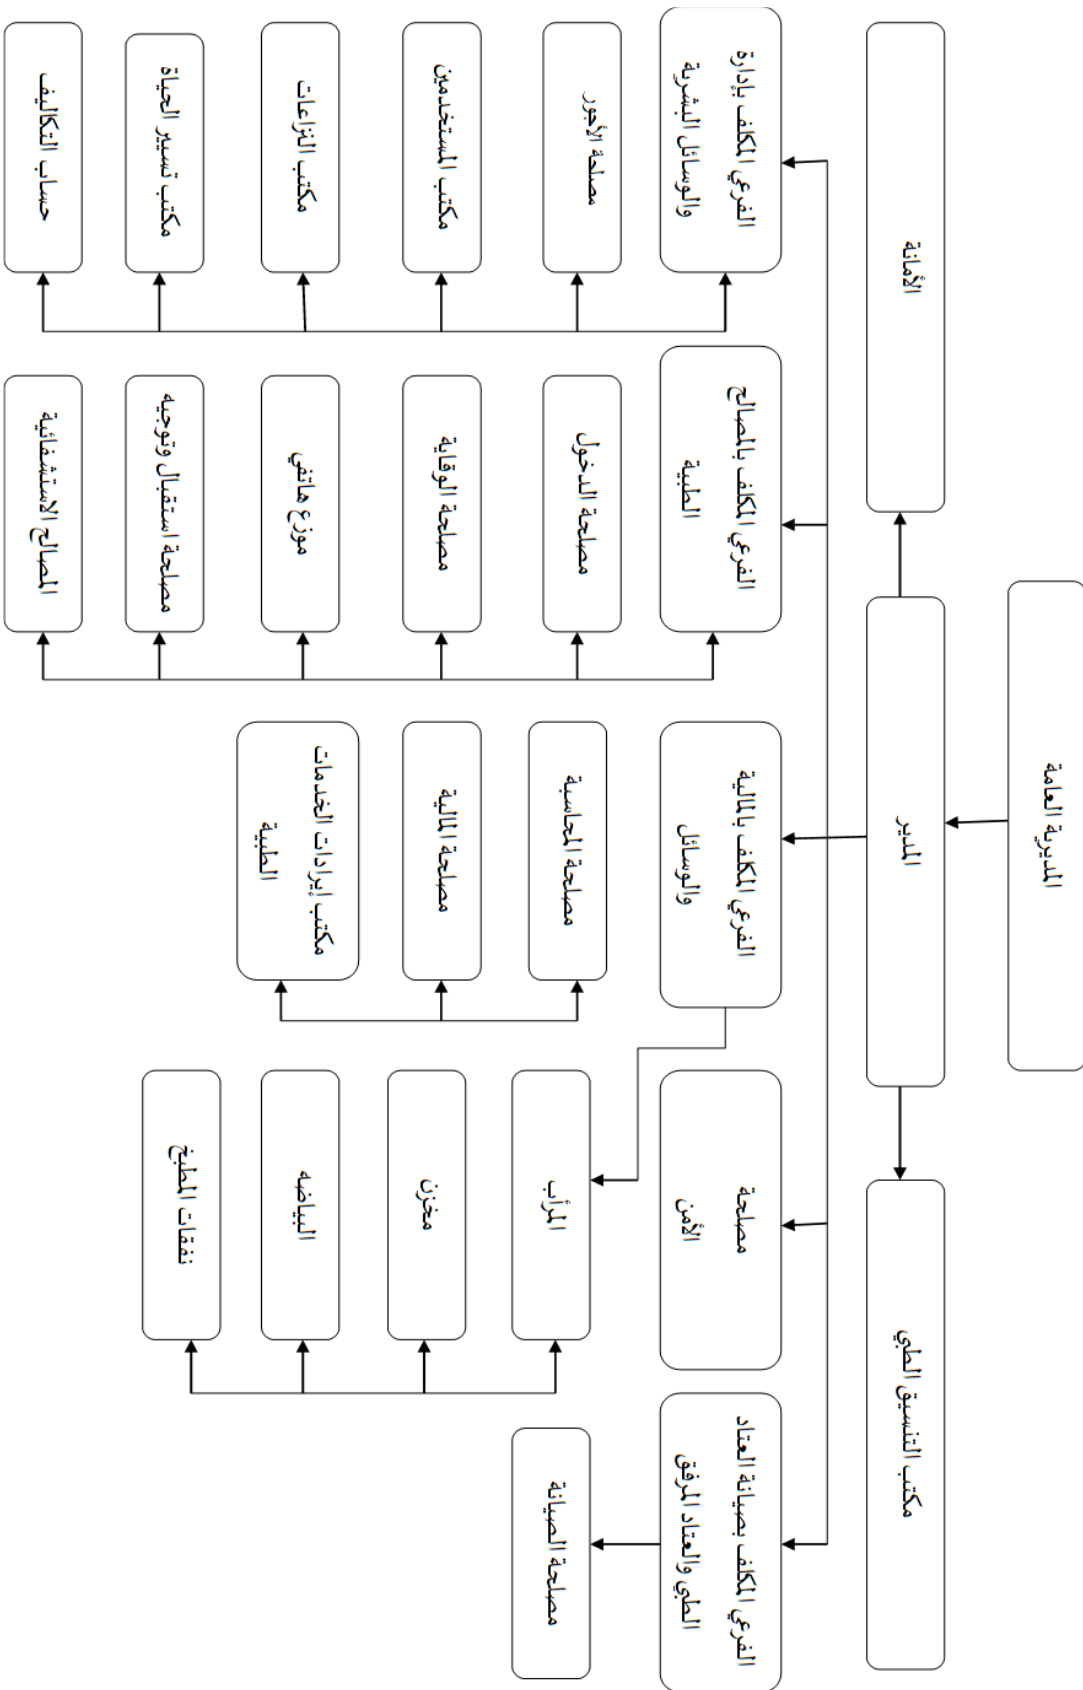 المديرية العامة
الأمانة
المدير
مكتب التنسيق الطبي
الفرعي المكلف بإدارة
والوسائل البشرية
الفرعي المكلف بالمصالح
الطبية
الفرعي المكلف بالمالية
والوسائل
مصلحة
الأمن
الفرعي المكلف بصيانة العتاد
الطبي والعتاد المرفق
مصلحة الأجور
مكتب المستخدمين
مكتب النزاعات
مكتب تسيير الحياة
حساب التكاليف
مصلحة الدخول
مصلحة الوقاية
موزع هاتفي
مصلحة استقبال وتوجيه
المصالح الاستشفائية
مصلحة المحاسبة
مصلحة المالية
مكتب إيرادات الخدمات
الطبية
المرأب
مخزن
البياضه
نفقات المطبخ
مصلحة الصيانة